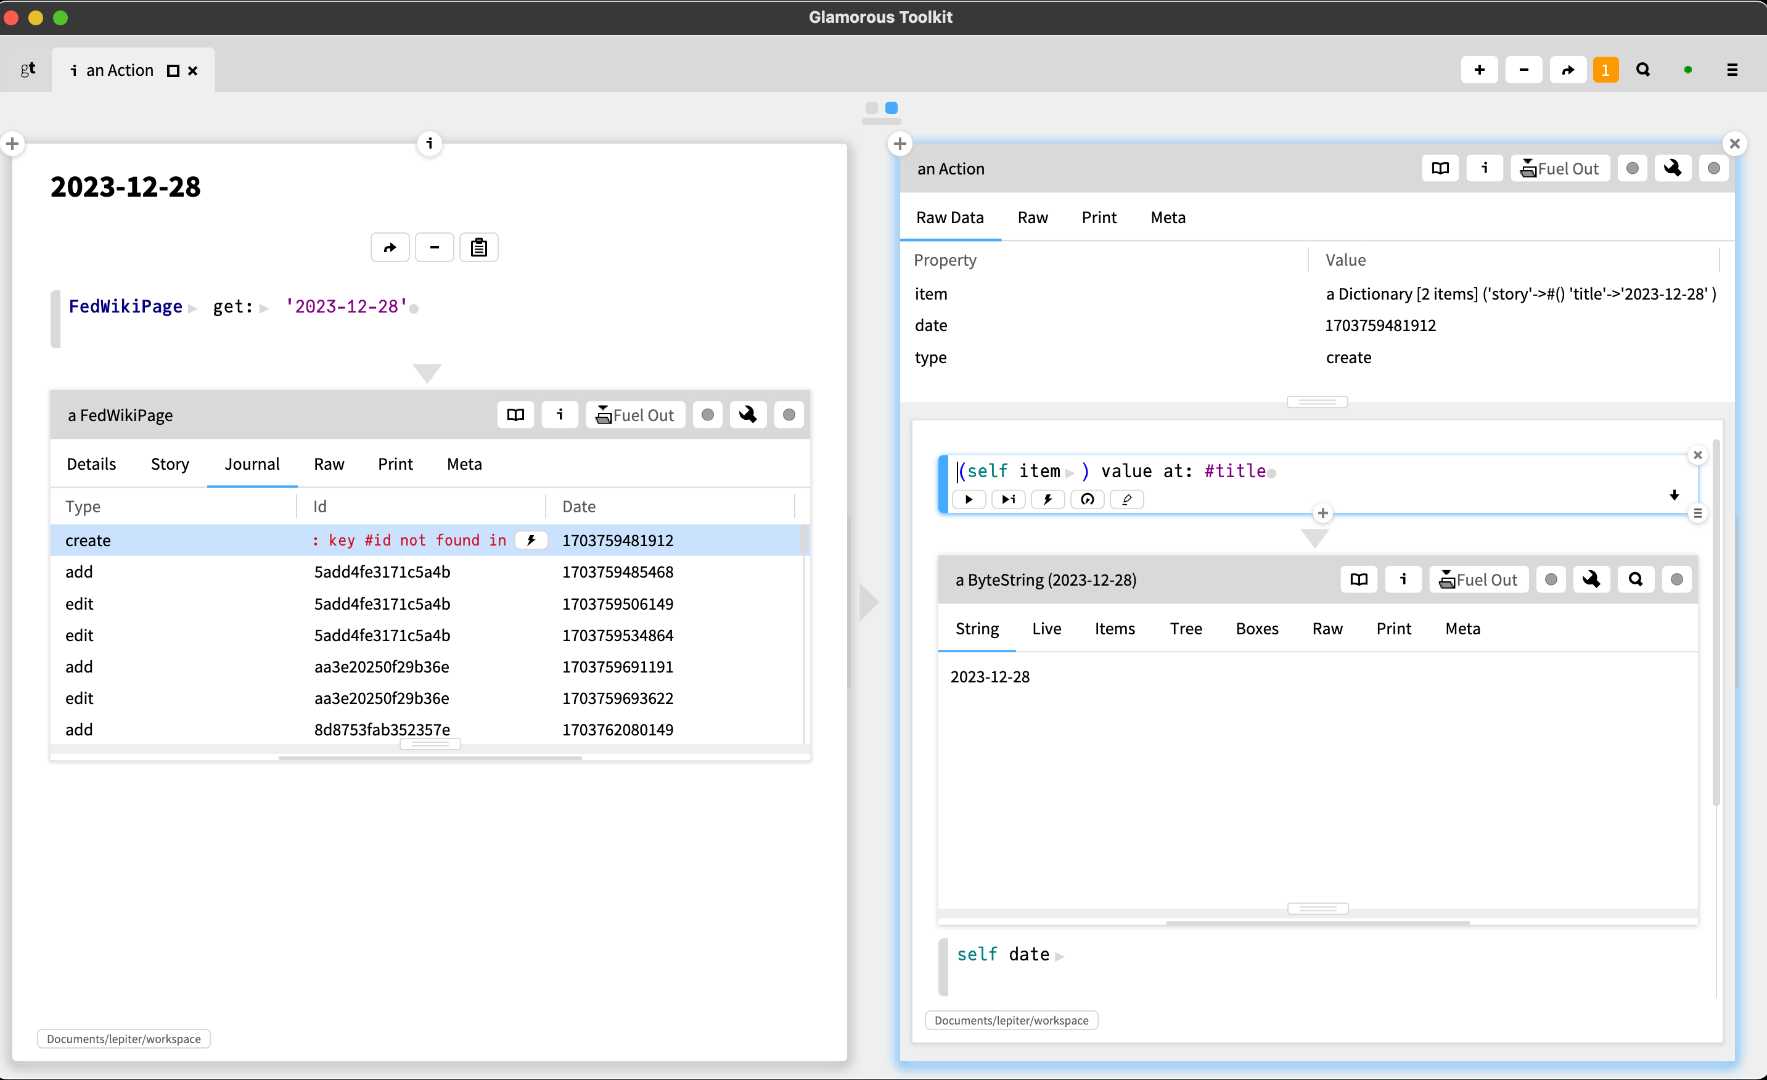 Glamorous Toolkit
gt
i an Action
1
2023-12-28
FedWikiPage get: '2023-12-28'
a FedWikiPage
i
Fuel Out
Details Story Journal Raw Print Meta
Type Id Date
create : key #id not found in 1703759481912
add 5add4fe3171c5a4b 1703759485468
edit 5add4fe3171c5a4b 1703759506149
edit 5add4fe3171c5a4b 1703759534864
add aa3e20250f29b36e 1703759691191
edit aa3e20250f29b36e 1703759693622
add 8d8753fab352357e 1703762080149
Documents/lepiter/workspace
an Action
i
Fuel Out
Raw Data Raw Print Meta
Property Value
item a Dictionary [2 items] ('story'->#() 'title'->'2023-12-28' )
date 1703759481912
type create
(self item ) value at: #title
a ByteString (2023-12-28)
i
Fuel Out
String Live Items Tree Boxes Raw Print Meta
2023-12-28
self date
Documents/lepiter/workspace